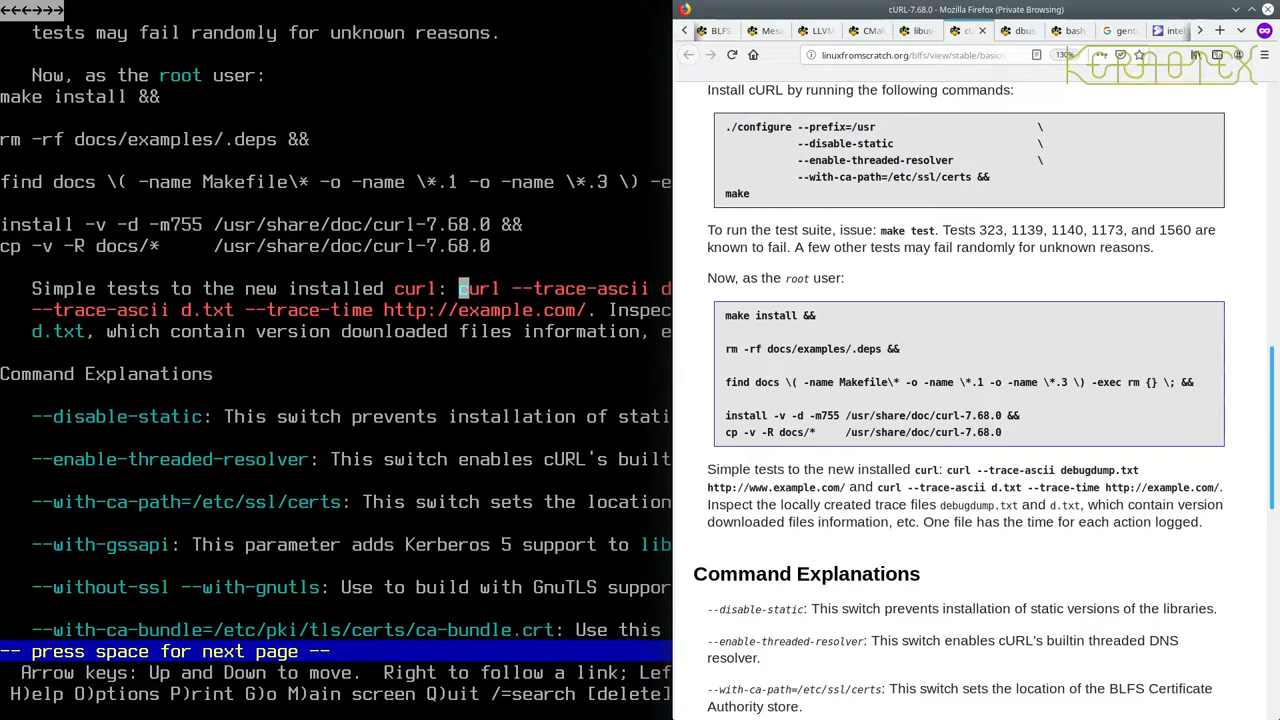 ←←←→→→
tests may fail randomly for unknown reasons.
Now, as the root user:
make install &&
rm -rf docs/examples/.deps &&
find docs \( -name Makefile\* -o -name \*.1 -o -name \*.3 \) -e
install -v -d -m755 /usr/share/doc/curl-7.68.0 &&
cp -v -R docs/*     /usr/share/doc/curl-7.68.0
Simple tests to the new installed curl: curl --trace-ascii d
--trace-ascii d.txt --trace-time http://example.com/. Inspec
d.txt, which contain version downloaded files information, e
Command Explanations
--disable-static: This switch prevents installation of stati
--enable-threaded-resolver: This switch enables cURL's built
--with-ca-path=/etc/ssl/certs: This switch sets the location
--with-gssapi: This parameter adds Kerberos 5 support to lib
--without-ssl --with-gnutls: Use to build with GnuTLS suppor
--with-ca-bundle=/etc/pki/tls/certs/ca-bundle.crt: Use this
-- press space for next page --
Arrow keys: Up and Down to move.  Right to follow a link; Lef
H)elp O)ptions P)rint G)o M)ain screen Q)uit /=search [delete]
cURL-7.68.0 - Mozilla Firefox (Private Browsing)
BLFS Mesa LLVM CMak libuv- cU dbus bash- gent intel
linuxfromscratch.org/blfs/view/stable/basicn 130%
KERNOTEX
Install cURL by running the following commands:
./configure --prefix=/usr                           \
--disable-static                        \
--enable-threaded-resolver              \
--with-ca-path=/etc/ssl/certs &&
make
To run the test suite, issue: make test. Tests 323, 1139, 1140, 1173, and 1560 are
known to fail. A few other tests may fail randomly for unknown reasons.
Now, as the root user:
make install &&
rm -rf docs/examples/.deps &&
find docs \( -name Makefile\* -o -name \*.1 -o -name \*.3 \) -exec rm {} \; &&
install -v -d -m755 /usr/share/doc/curl-7.68.0 &&
cp -v -R docs/*     /usr/share/doc/curl-7.68.0
Simple tests to the new installed curl: curl --trace-ascii debugdump.txt
http://www.example.com/ and curl --trace-ascii d.txt --trace-time http://example.com/.
Inspect the locally created trace files debugdump.txt and d.txt, which contain version
downloaded files information, etc. One file has the time for each action logged.
Command Explanations
--disable-static: This switch prevents installation of static versions of the libraries.
--enable-threaded-resolver: This switch enables cURL's builtin threaded DNS
resolver.
--with-ca-path=/etc/ssl/certs: This switch sets the location of the BLFS Certificate
Authority store.